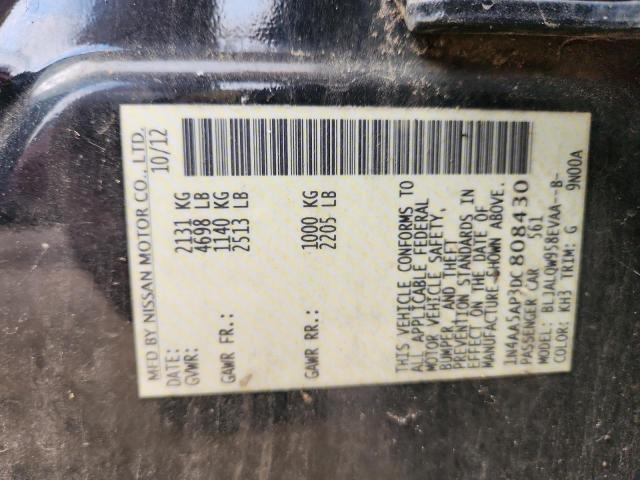 MFD BY NISSAN MOTOR CO., LTD.
DATE: 10/12
GVWR: 2131 KG
4698 LB
GAWR FR: 1140 KG
2513 LB
GAWR RR: 1000 KG
2205 LB
THIS VEHICLE CONFORMS TO
ALL APPLICABLE FEDERAL
MOTOR VEHICLE SAFETY,
BUMPER, AND THEFT
PREVENTION STANDARDS IN
EFFECT ON THE DATE OF
MANUFACTURE SHOWN ABOVE.
1N4AA5AP3DC808430
PASSENGER CAR 561
MODEL: BLJALQW958EVAA--B-
COLOR: KH3 TRIM: G 9N00A